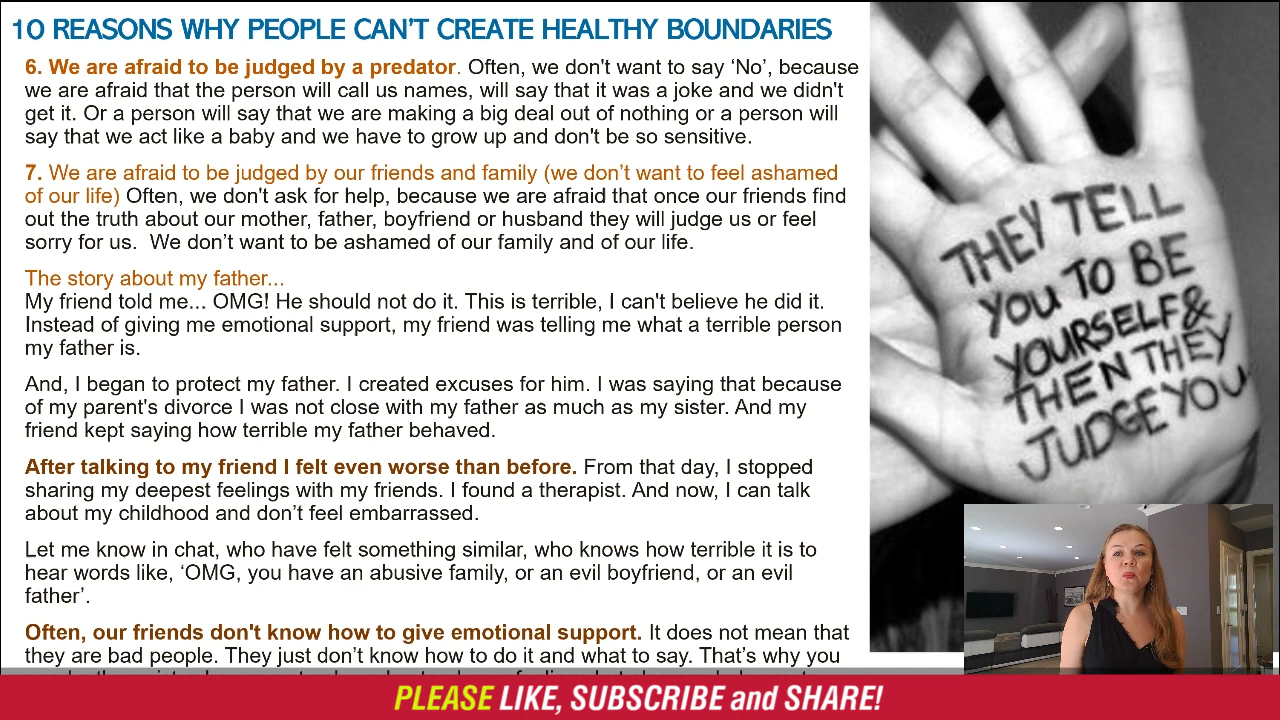 10 REASONS WHY PEOPLE CAN'T CREATE HEALTHY BOUNDARIES
6. We are afraid to be judged by a predator. Often, we don't want to say ‘No’, because
we are afraid that the person will call us names, will say that it was a joke and we didn't
get it. Or a person will say that we are making a big deal out of nothing or a person will
say that we act like a baby and we have to grow up and don't be so sensitive.
7. We are afraid to be judged by our friends and family (we don’t want to feel ashamed
of our life) Often, we don't ask for help, because we are afraid that once our friends find
out the truth about our mother, father, boyfriend or husband they will judge us or feel
sorry for us. We don’t want to be ashamed of our family and of our life.
The story about my father...
My friend told me... OMG! He should not do it. This is terrible, I can't believe he did it.
Instead of giving me emotional support, my friend was telling me what a terrible person
my father is.
And, I began to protect my father. I created excuses for him. I was saying that because
of my parent's divorce I was not close with my father as much as my sister. And my
friend kept saying how terrible my father behaved.
After talking to my friend I felt even worse than before. From that day, I stopped
sharing my deepest feelings with my friends. I found a therapist. And now, I can talk
about my childhood and don’t feel embarrassed.
Let me know in chat, who have felt something similar, who knows how terrible it is to
hear words like, ‘OMG, you have an abusive family, or an evil boyfriend, or an evil
father’.
Often, our friends don't know how to give emotional support. It does not mean that
they are bad people. They just don’t know how to do it and what to say. That’s why you
THEY TELL
YOU TO BE
YOURSELF&
THEN THEY
JUDGE YOU
PLEASE LIKE, SUBSCRIBE and SHARE!